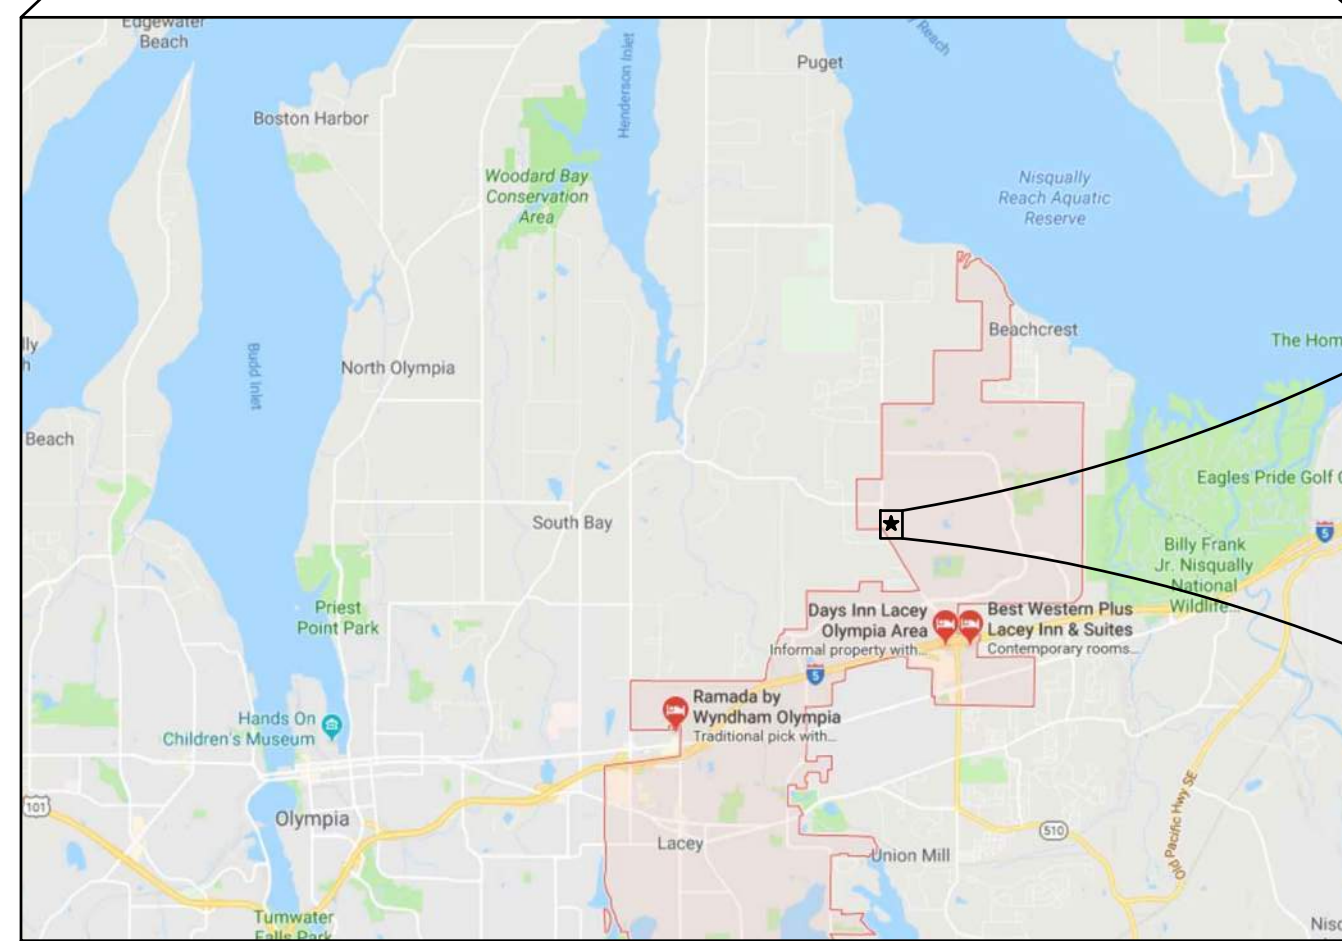 Edgewater
Beach
Boston Harbor
Henderson Inlet
Puget
Reach
Woodard Bay
Conservation
Area
Nisqually
Reach Aquatic
Reserve
Beachcrest
The Hom
lly
h
Budd Inlet
North Olympia
Beach
Eagles Pride Golf C
South Bay
5
Billy Frank
Jr. Nisqually
National
Wildlife...
Priest
Point Park
Days Inn Lacey
Olympia Area
Informal property with...
Best Western Plus
Lacey Inn & Suites
Contemporary rooms...
5
Ramada by
Wyndham Olympia
Traditional pick with...
Hands On
Children's Museum
101
Olympia
510
Old Pacific Hwy SE
Lacey
Union Mill
Tumwater
Falls Park
Nisq